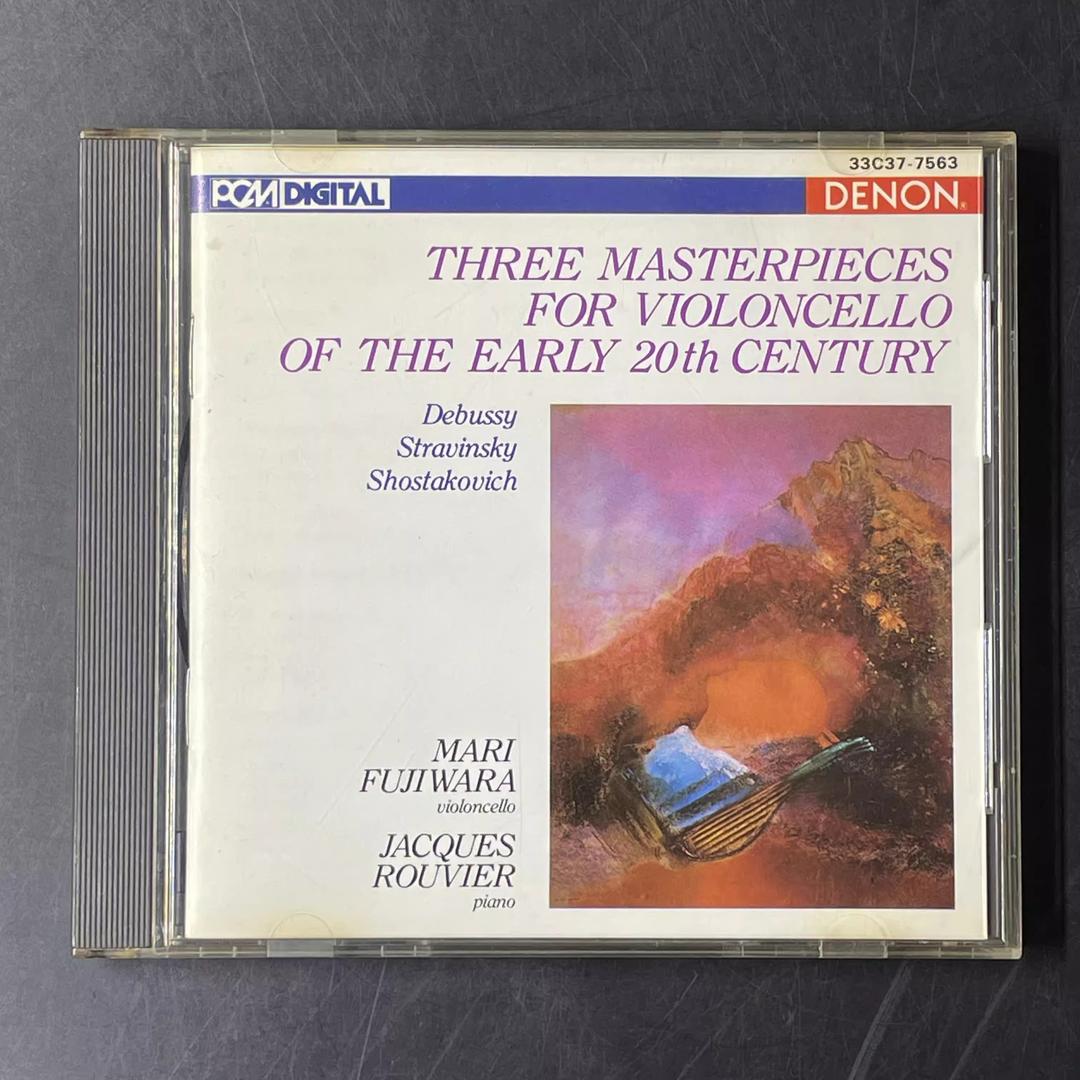 33C37-7563
PCM DIGITAL
DENON®
THREE MASTERPIECES
FOR VIOLONCELLO
OF THE EARLY 20th CENTURY
Debussy
Stravinsky
Shostakovich
MARI
FUJIWARA
violoncello
JACQUES
ROUVIER
piano